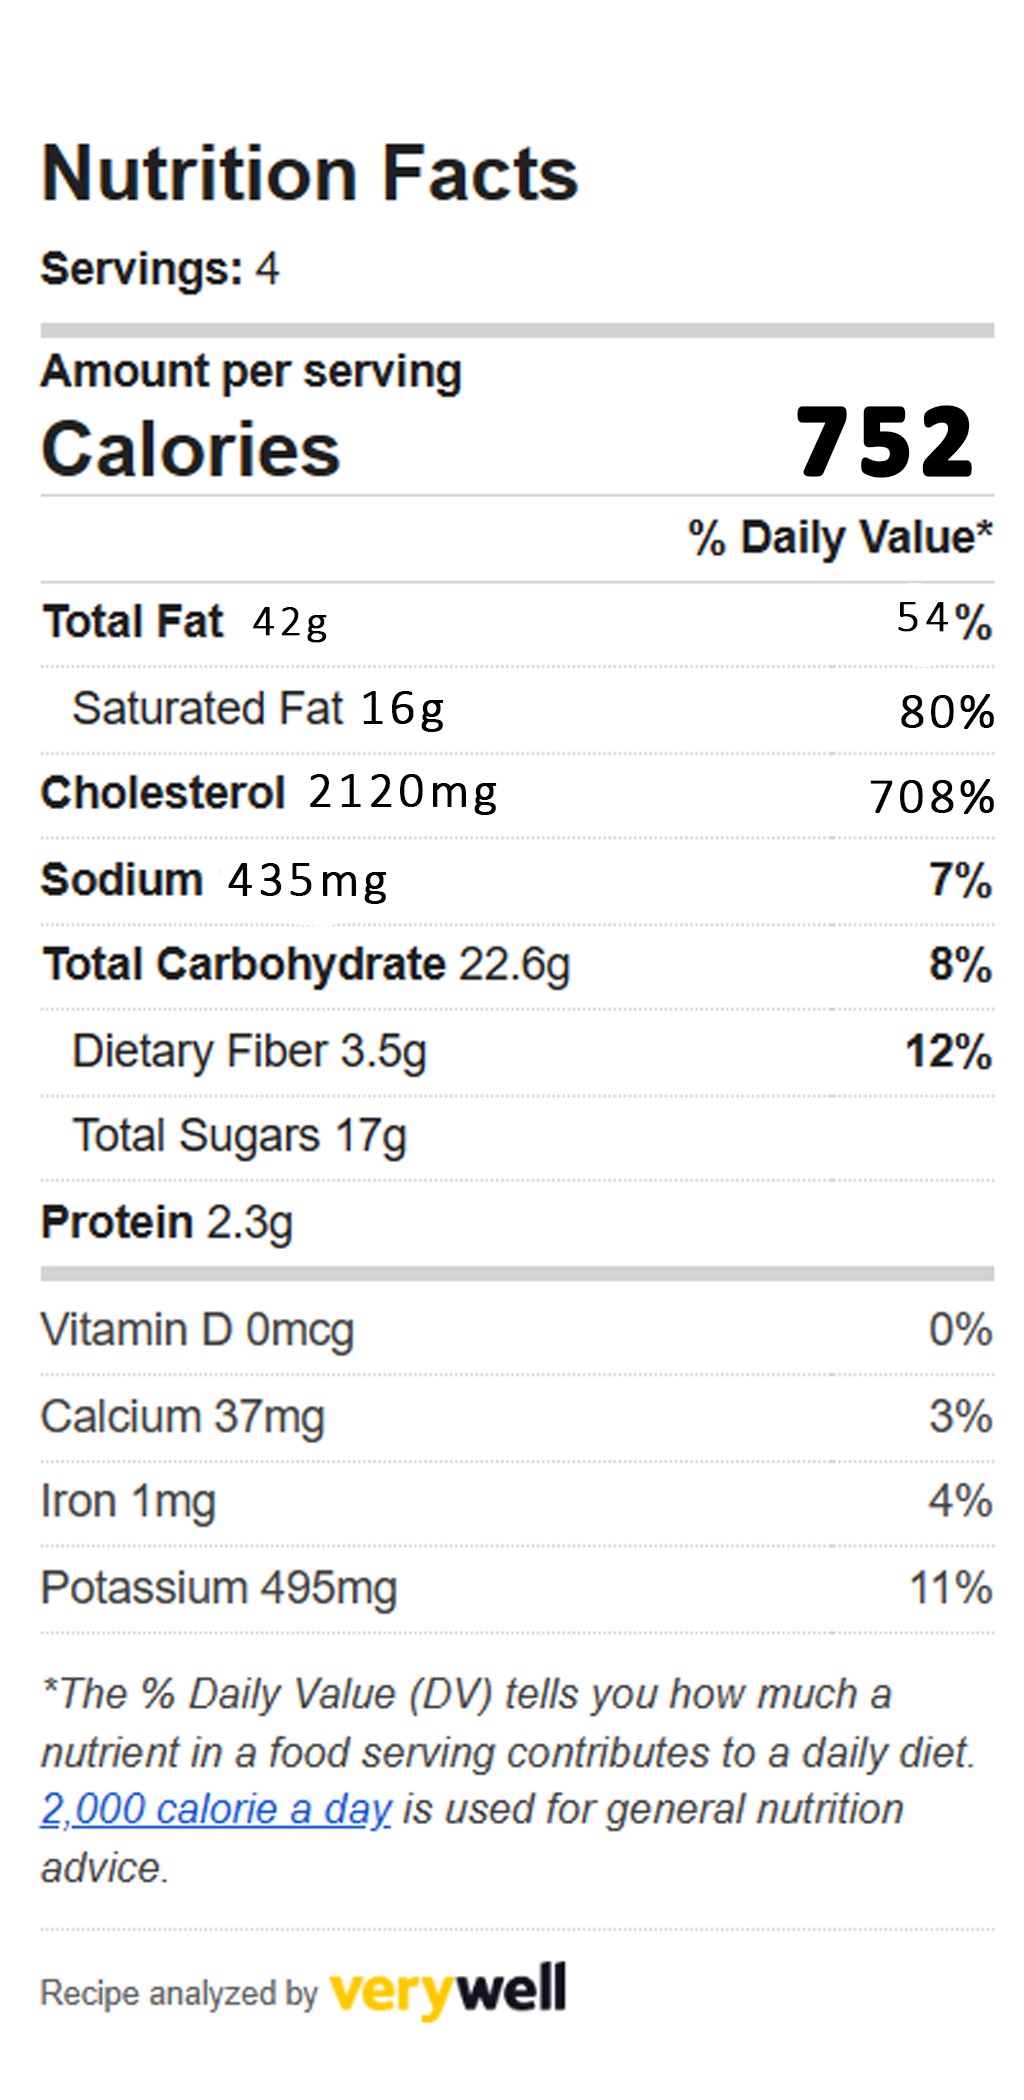 Nutrition Facts
Servings: 4
Amount per serving
Calories 752
% Daily Value*
Total Fat 42g 54%
Saturated Fat 16g 80%
Cholesterol 2120mg 708%
Sodium 435mg 7%
Total Carbohydrate 22.6g 8%
Dietary Fiber 3.5g 12%
Total Sugars 17g
Protein 2.3g
Vitamin D 0mcg 0%
Calcium 37mg 3%
Iron 1mg 4%
Potassium 495mg 11%
*The % Daily Value (DV) tells you how much a
nutrient in a food serving contributes to a daily diet.
2,000 calorie a day is used for general nutrition
advice.
Recipe analyzed by verywell